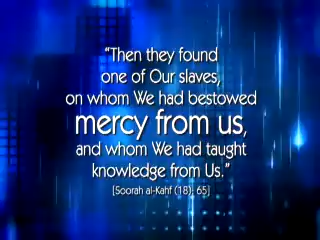 “Then they found
one of Our slaves,
on whom We had bestowed
mercy from us,
and whom We had taught
knowledge from Us.”
[Soorah al-Kahf (18): 65]